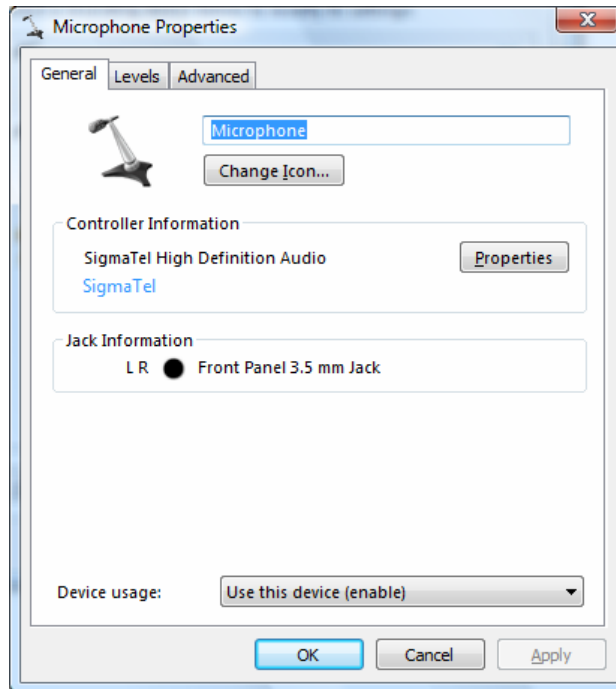 Microphone Properties
General Levels Advanced
Microphone
Change Icon...
Controller Information
SigmaTel High Definition Audio Properties
SigmaTel
Jack Information
L R Front Panel 3.5 mm Jack
Device usage: Use this device (enable)
OK Cancel Apply